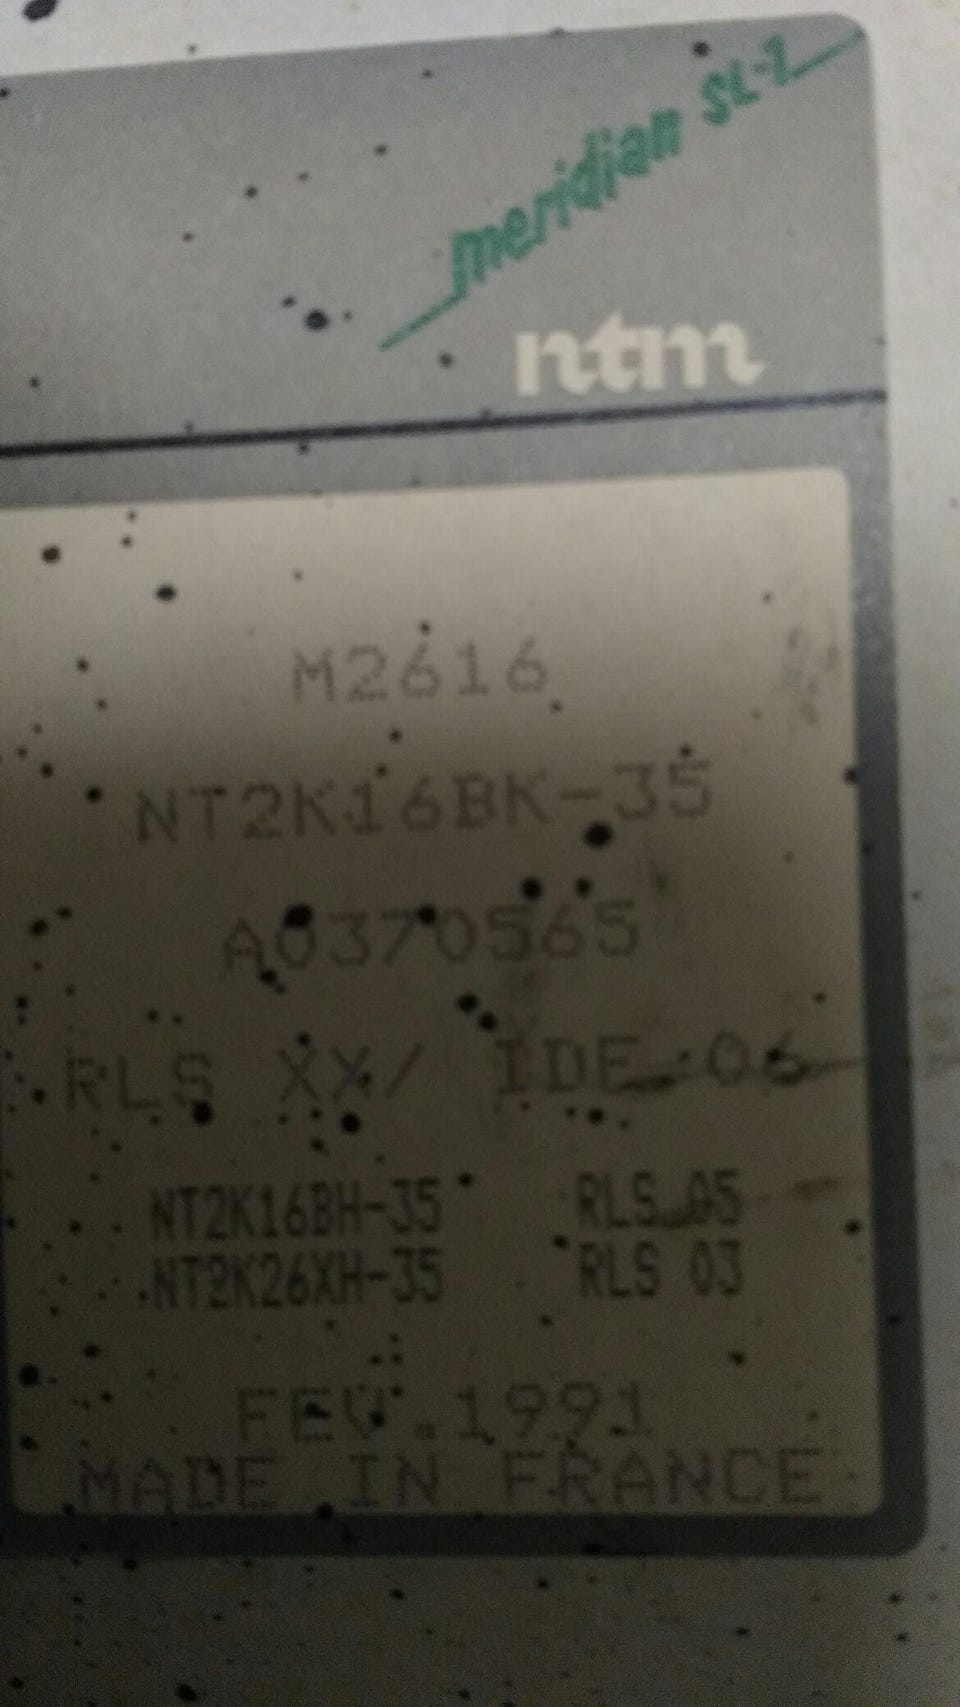 meridian SL-1
ntm
M2616
NT2K16BK-35
A0370565
RLS XX/ IDE 06
NT2K16BH-35 RLS 05
NT2K26XH-35 RLS 03
FEV.1991
MADE IN FRANCE